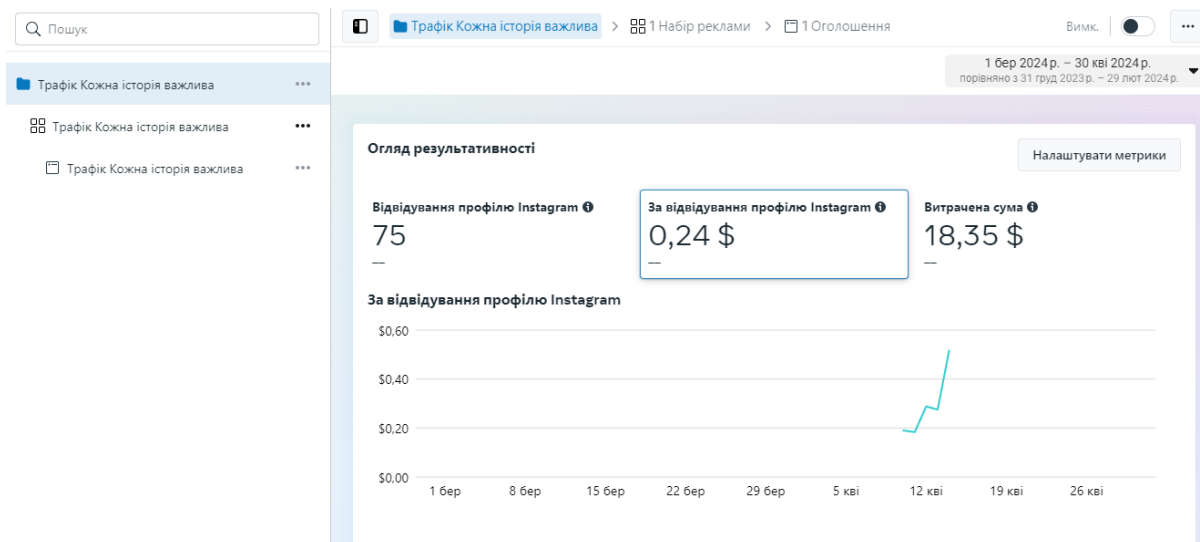 Пошук
Трафік Кожна історія важлива
Трафік Кожна історія важлива
Трафік Кожна історія важлива
Трафік Кожна історія важлива > 1 Набір реклами > 1 Оголошення
Вимк.
1 бер 2024 р. – 30 кві 2024 р.
порівняно з 31 груд 2023 р. – 29 лют 2024 р.
Огляд результативності
Налаштувати метрики
Відвідування профілю Instagram
75
—
За відвідування профілю Instagram
0,24 $
—
Витрачена сума
18,35 $
—
За відвідування профілю Instagram
$0,60
$0,40
$0,20
$0,00
1 бер 8 бер 15 бер 22 бер 29 бер 5 кві 12 кві 19 кві 26 кві